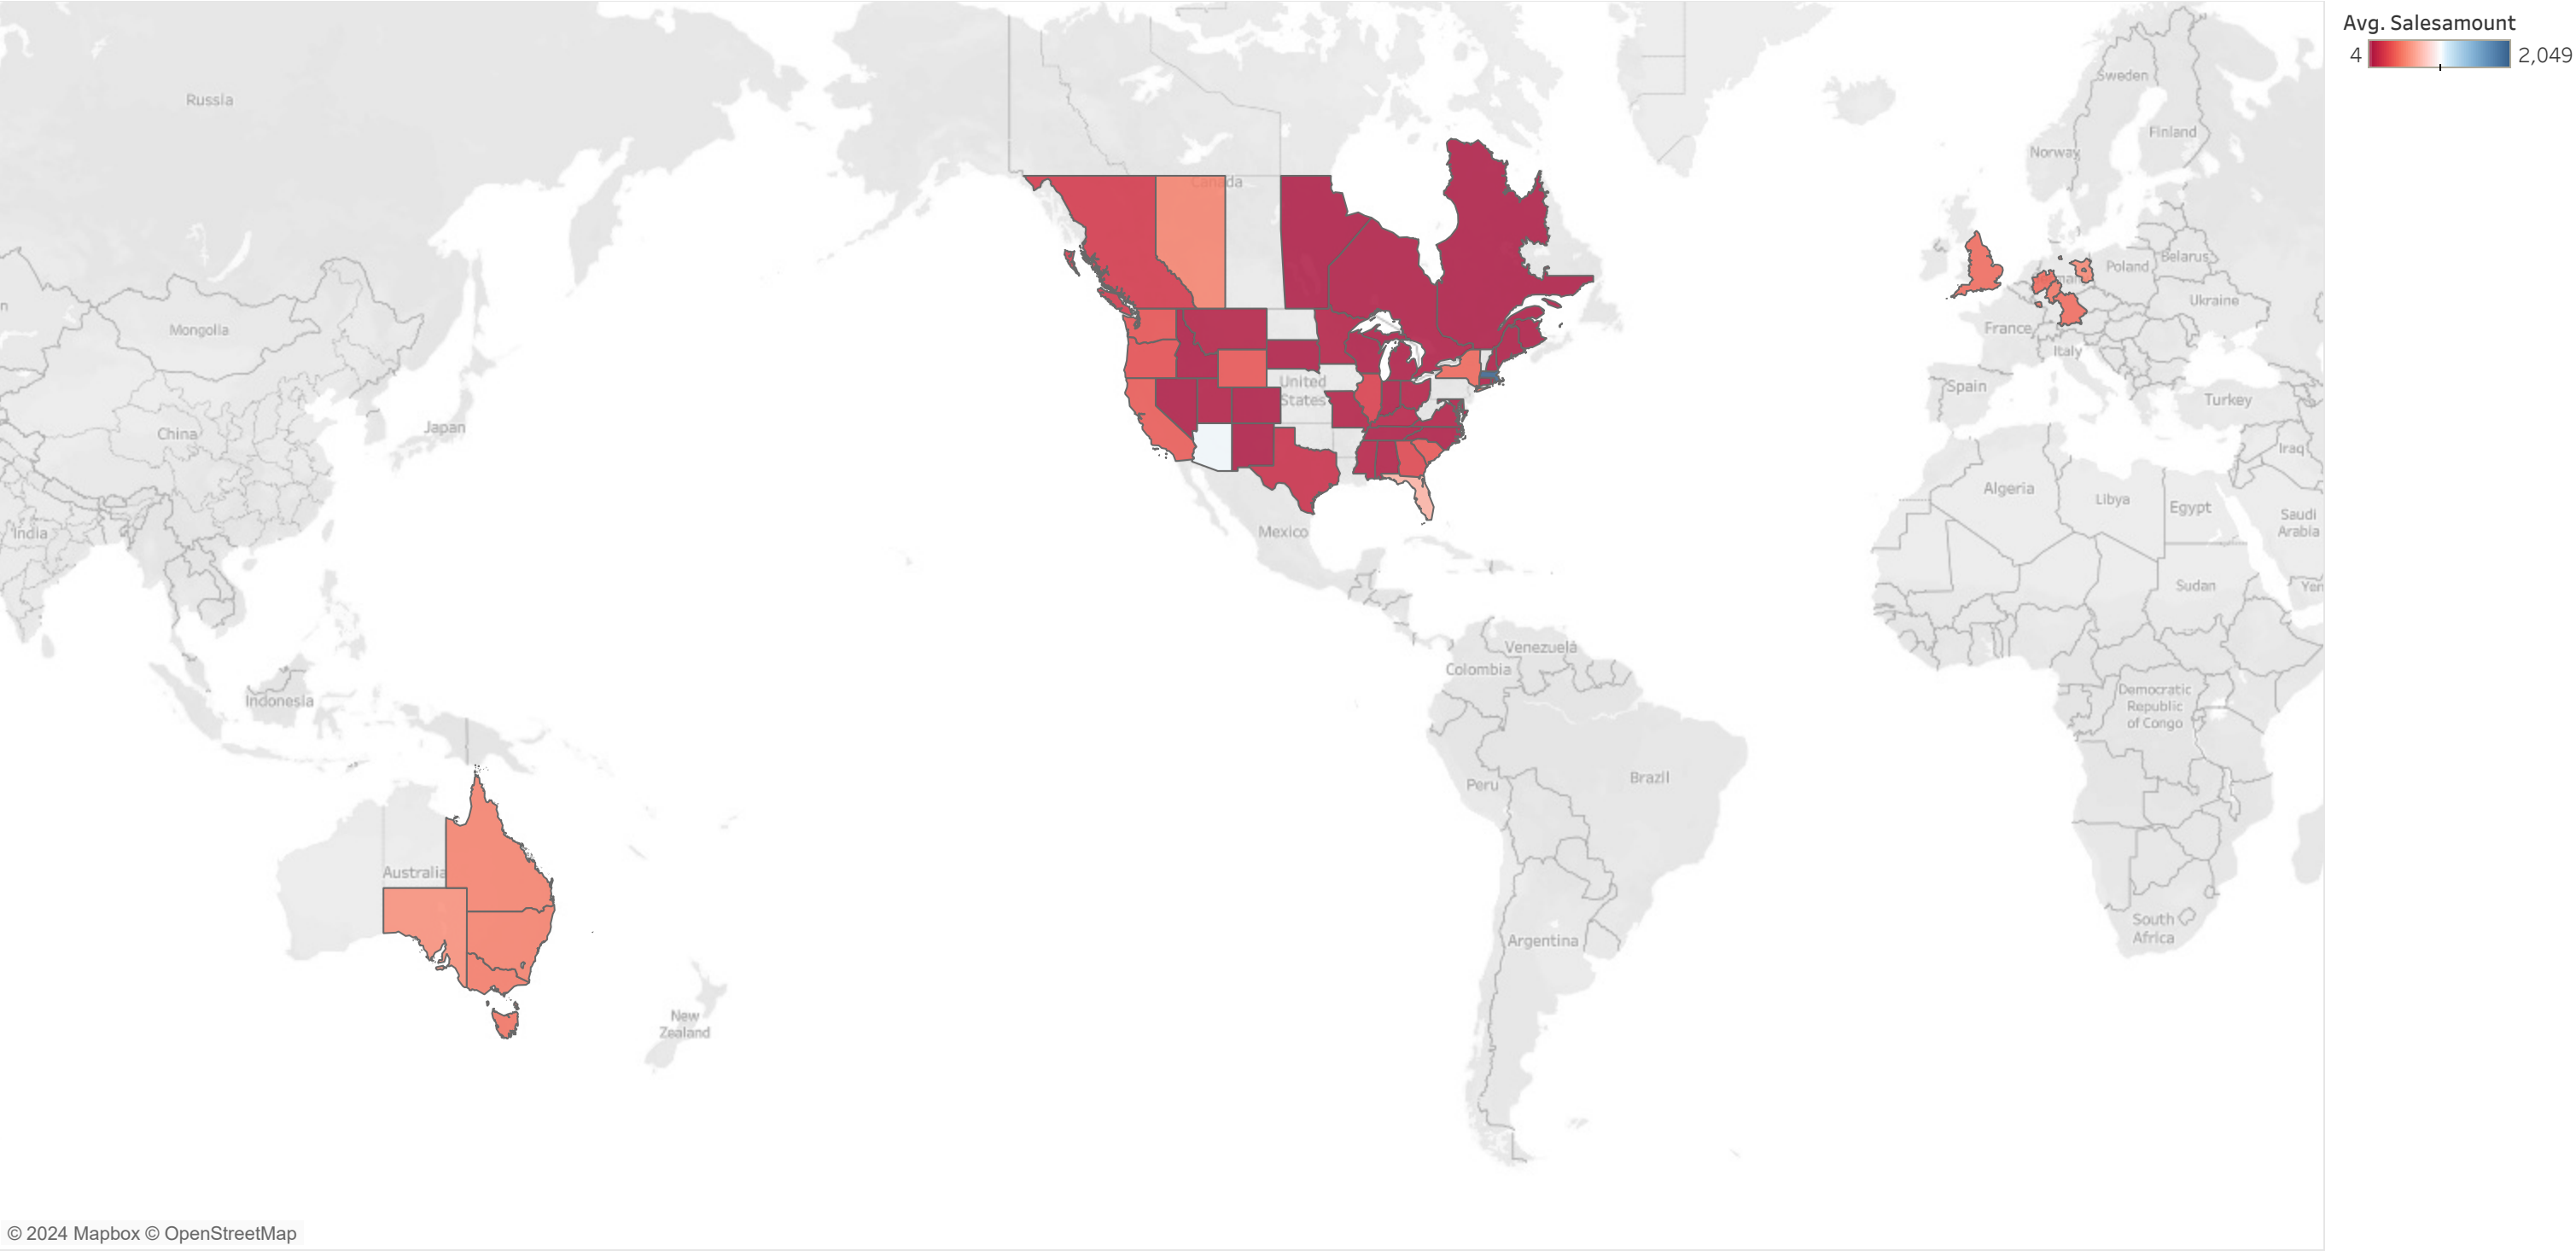 Avg. Salesamount
4
2,049
Russia
Sweden
Finland
Norway
Canada
Belarus
Poland
Ukraine
Mongolia
France
Italy
United
States
Spain
Turkey
Japan
China
Iraq
Algeria
Libya
Egypt
Saudi
Arabia
India
Mexico
Sudan
Yer
Venezuela
Colombia
Democratic
Republic
of Congo
Indonesia
Brazil
Peru
Australia
South
Africa
Argentina
New
Zealand
© 2024 Mapbox © OpenStreetMap